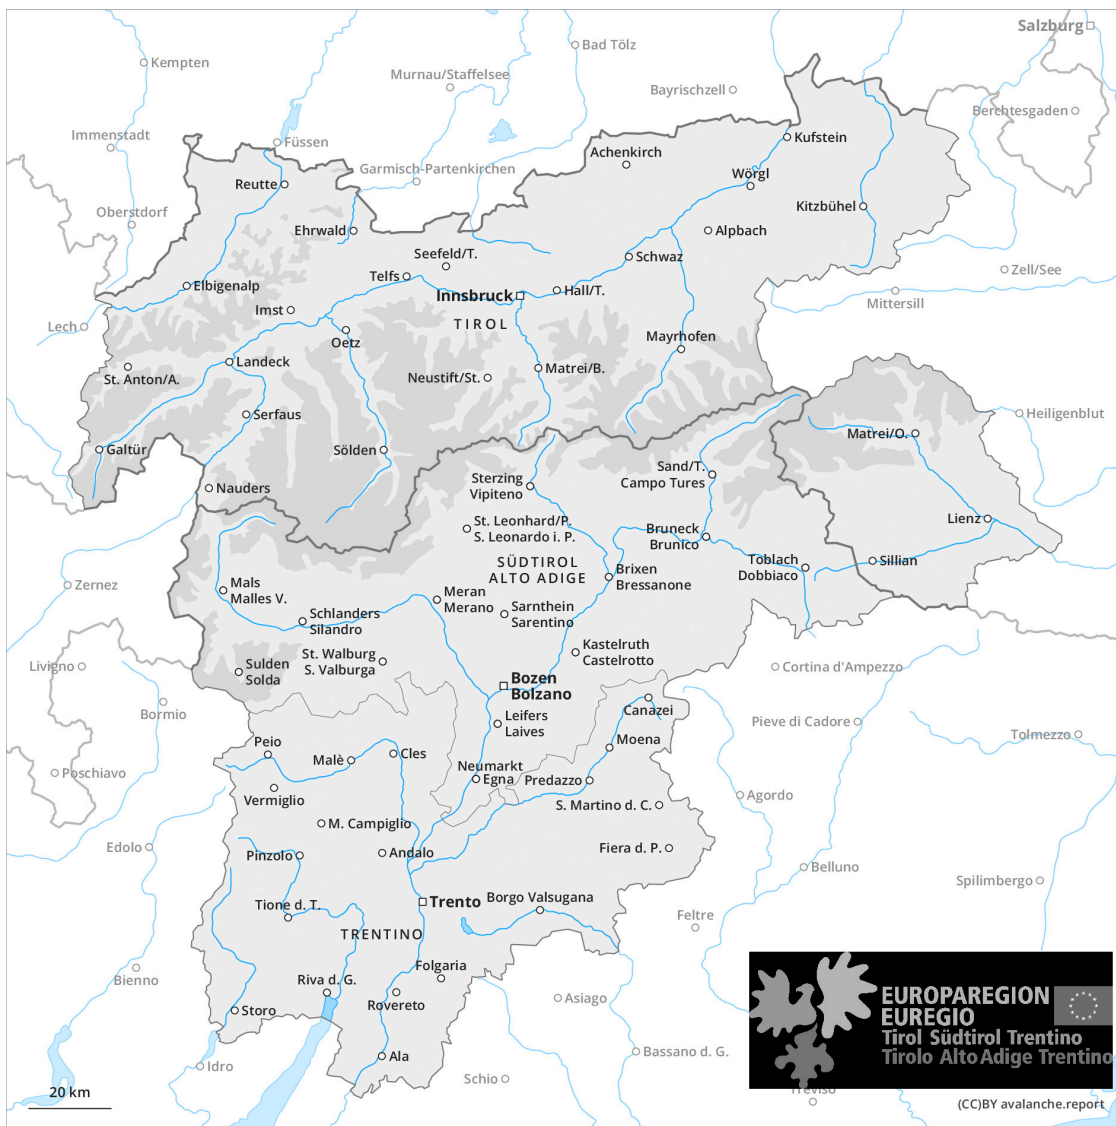 Salzburg
Bad Tölz
Kempten
Murnau/Staffelsee
Bayrischzell
Berchtesgaden
Immenstadt
Füssen
Kufstein
Achenkirch
Garmisch-Partenkirchen
Wörgl
Reutte
Oberstdorf
Kitzbühel
Ehrwald
Alpbach
Seefeld/T.
Schwaz
Zell/See
Telfs
Elbigenalp
Hall/T.
Innsbruck
Mittersill
Imst
TIROL
Lech
Oetz
Mayrhofen
Landeck
Matrei/B.
St. Anton/A.
Neustift/St.
Serfaus
Heiligenblut
Matrei/O.
Galtür
Sölden
Sand/T.
Campo Tures
Sterzing
Vipiteno
Nauders
St. Leonhard/P.
S. Leonardo i. P.
Lienz
Bruneck
Brunico
SÜDTIROL
ALTO ADIGE
Toblach
Dobbiaco
Sillian
Brixen
Bressanone
Zernez
Mals
Malles V.
Meran
Merano
Sarnthein
Sarentino
Schlanders
Silandro
Kastelruth
Castelrotto
St. Walburg
S. Valburga
Livigno
Sulden
Solda
Cortina d'Ampezzo
Bozen
Bolzano
Bormio
Canazei
Leifers
Laives
Pieve di Cadore
Tolmezzo
Peio
Moena
Malè
Cles
Neumarkt
Egna
Poschiavo
Predazzo
Vermiglio
Agordo
S. Martino d. C.
M. Campiglio
Edolo
Pinzolo
Andalo
Fiera d. P.
Belluno
Spilimbergo
Tione d. T.
Trento
Borgo Valsugana
Feltre
TRENTINO
Folgaria
Bienno
Riva d. G.
Rovereto
Asiago
Storo
EUROPAREGION
EUREGIO
Tirol Südtirol Trentino
Tirolo Alto Adige Trentino
Ala
Bassano d. G.
Idro
Schio
Treviso
20 km
(CC)BY avalanche.report